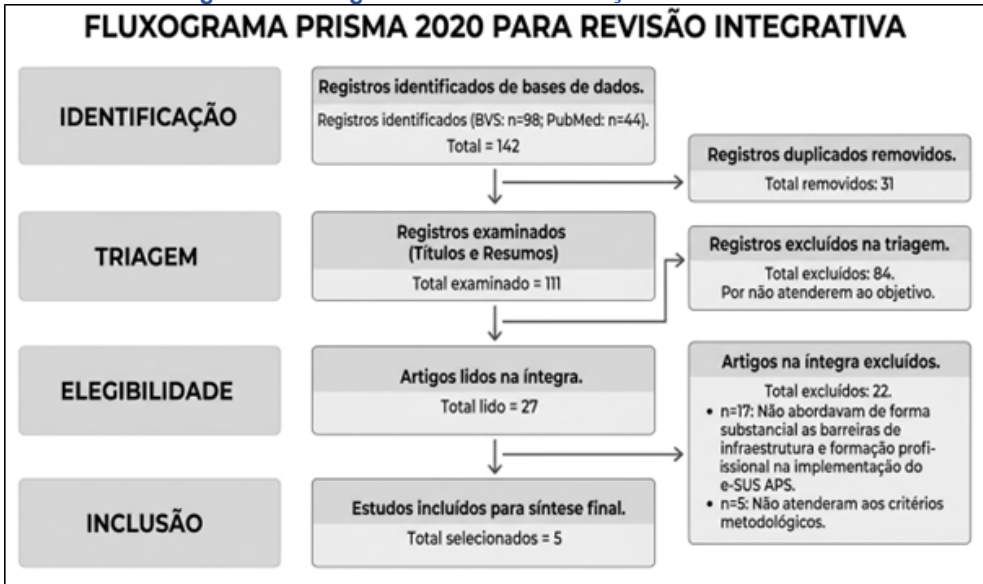 FLUXOGRAMA PRISMA 2020 PARA REVISÃO INTEGRATIVA
IDENTIFICAÇÃO
Registros identificados de bases de dados.
Registros identificados (BVS: n=98; PubMed: n=44).
Total = 142
Registros duplicados removidos.
Total removidos: 31
TRIAGEM
Registros examinados
(Títulos e Resumos)
Total examinado = 111
Registros excluídos na triagem.
Total excluídos: 84.
Por não atenderem ao objetivo.
ELEGIBILIDADE
Artigos lidos na íntegra.
Total lido = 27
Artigos na íntegra excluídos.
Total excluídos: 22.
• n=17: Não abordavam de forma
substancial as barreiras de
infraestrutura e formação profi-
issional na implementação do
e-SUS APS.
• n=5: Não atenderam aos critérios
metodológicos.
INCLUSÃO
Estudos incluídos para síntese final.
Total selecionados = 5